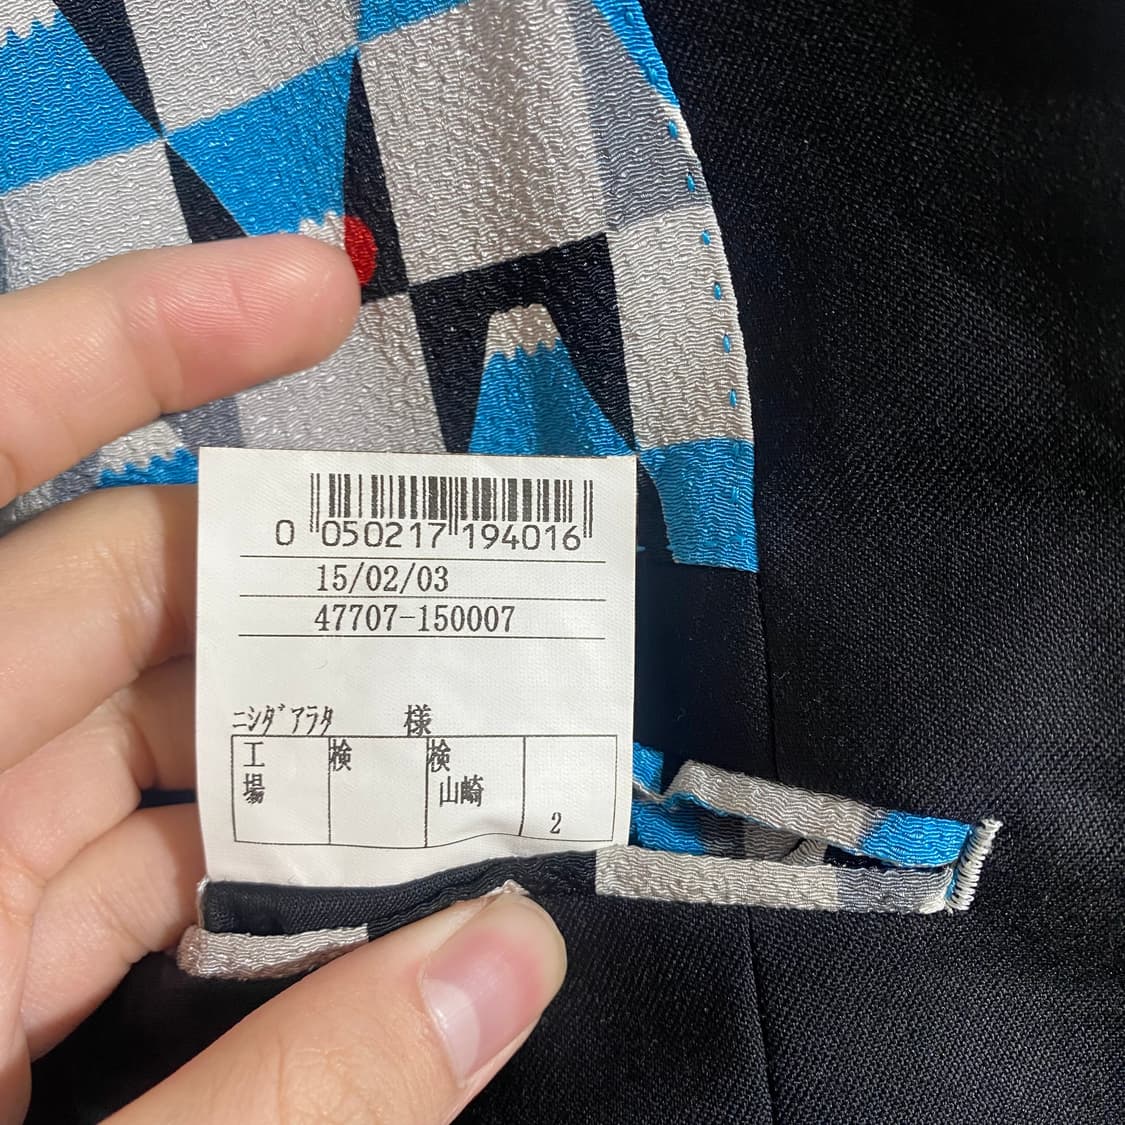 0 050217 194016
15/02/03
47707-150007
ニシダアラタ 様
工場 検 検
山崎
2